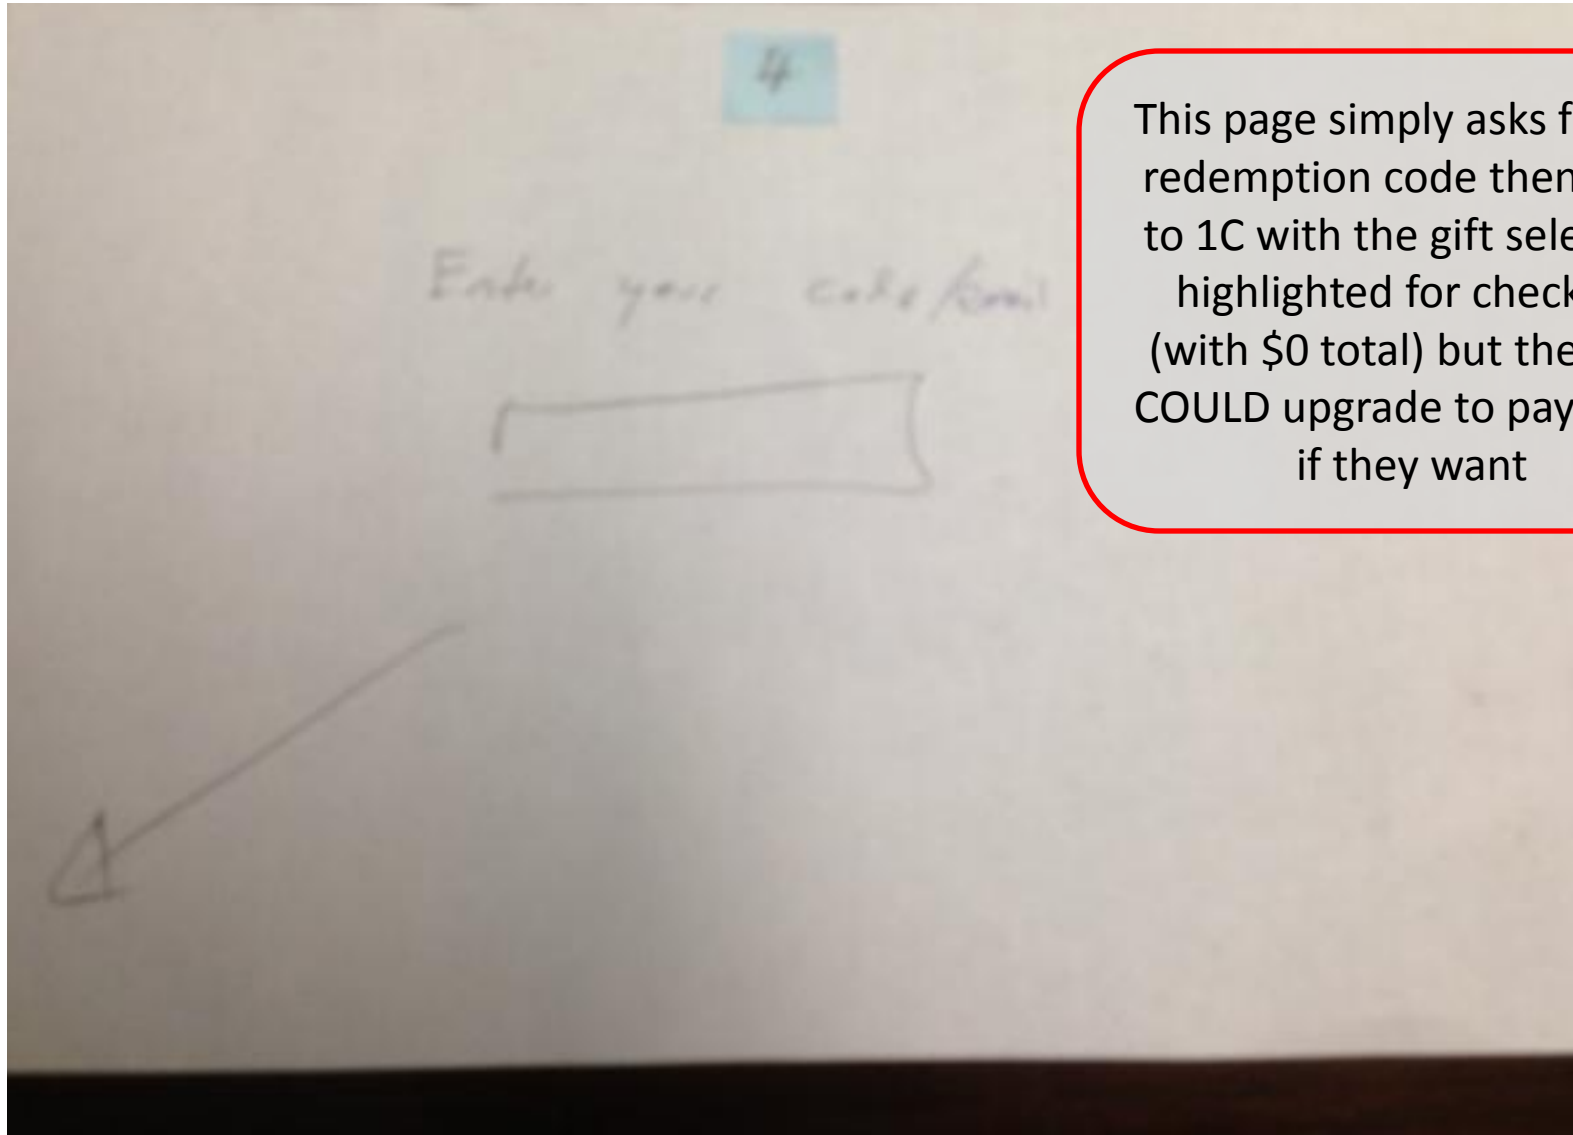 4
This page simply asks f
redemption code then
to 1C with the gift sele
highlighted for check
(with $0 total) but the
COULD upgrade to pay
if they want
Enter your code/Email